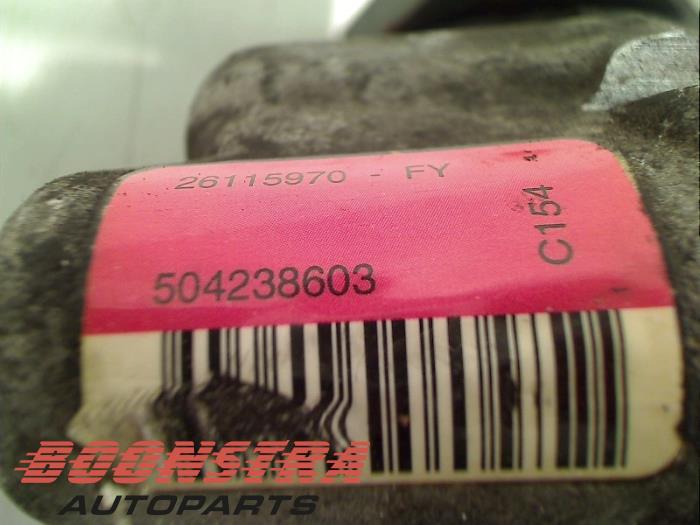 26115970 - FY
C154
504238603
BOONSTRA
AUTOPARTS